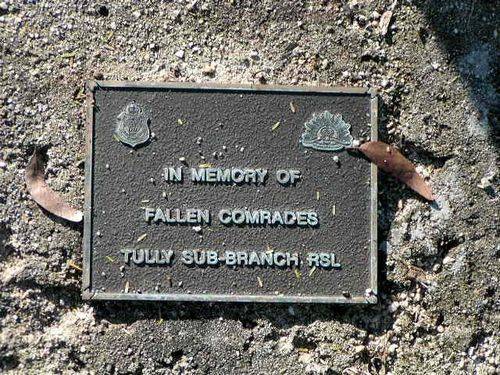 IN MEMORY OF
FALLEN COMRADES
TULLY SUB-BRANCH RSL